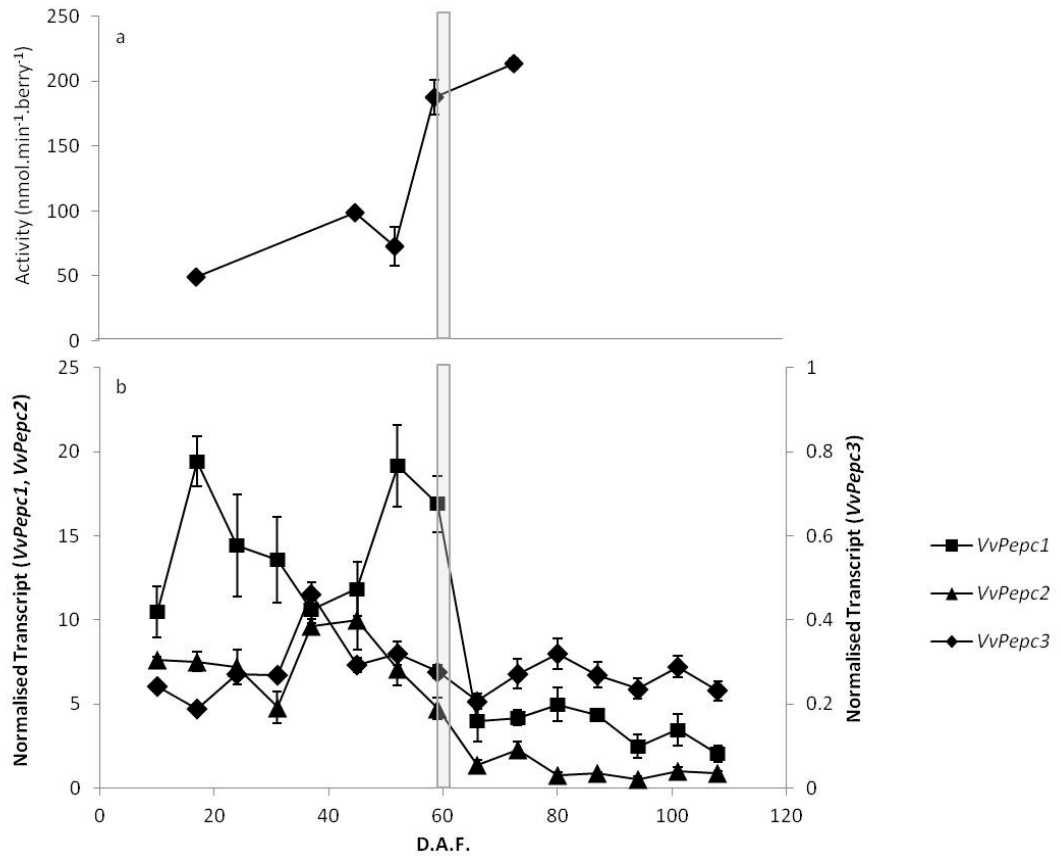 a
250
200
150
100
50
0
Activity (nmol.min⁻¹.berry⁻¹)
b
25
20
15
10
5
0
Normalised Transcript (VvPepc1, VvPepc2)
1
0.8
0.6
0.4
0.2
0
Normalised Transcript (VvPepc3)
0 20 40 60 80 100 120
D.A.F.
VvPepc1
VvPepc2
VvPepc3